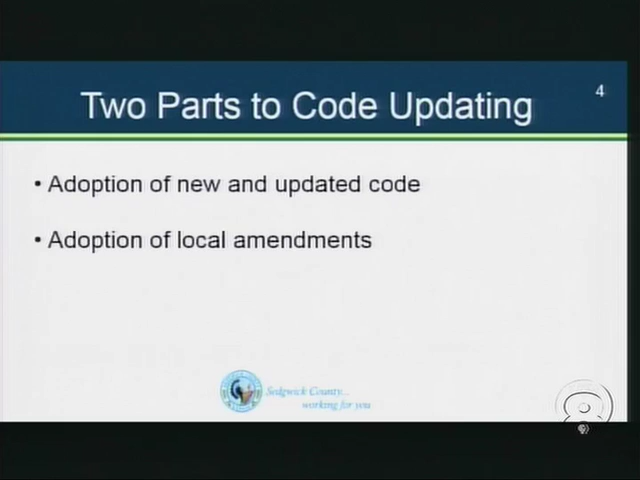 Two Parts to Code Updating
4
• Adoption of new and updated code
• Adoption of local amendments
Sedgwick County...
working for you
8